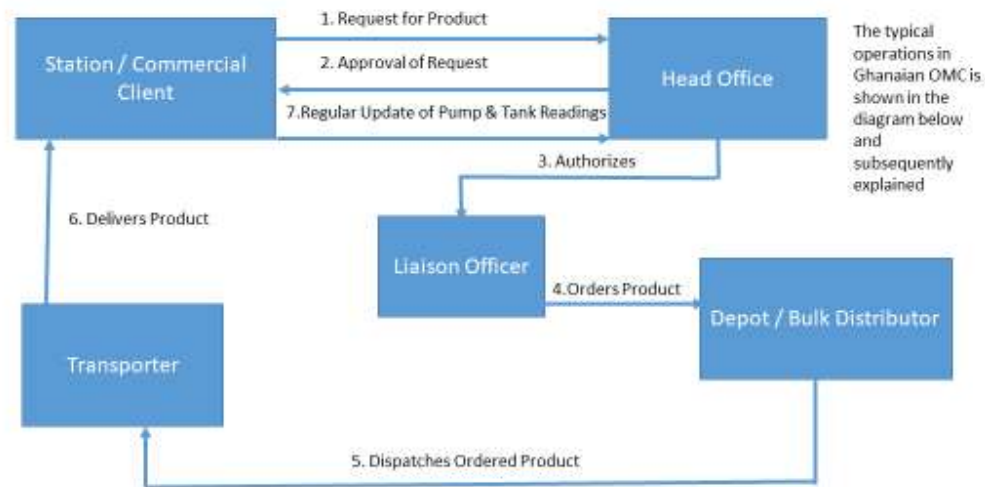 1. Request for Product
Station / Commercial
Client
2. Approval of Request
Head Office
7.Regular Update of Pump & Tank Readings
The typical
operations in
Ghanaian OMC is
shown in the
diagram below
and
subsequently
explained
3. Authorizes
6. Delivers Product
Liaison Officer
4.Orders Product
Depot / Bulk Distributor
Transporter
5. Dispatches Ordered Product